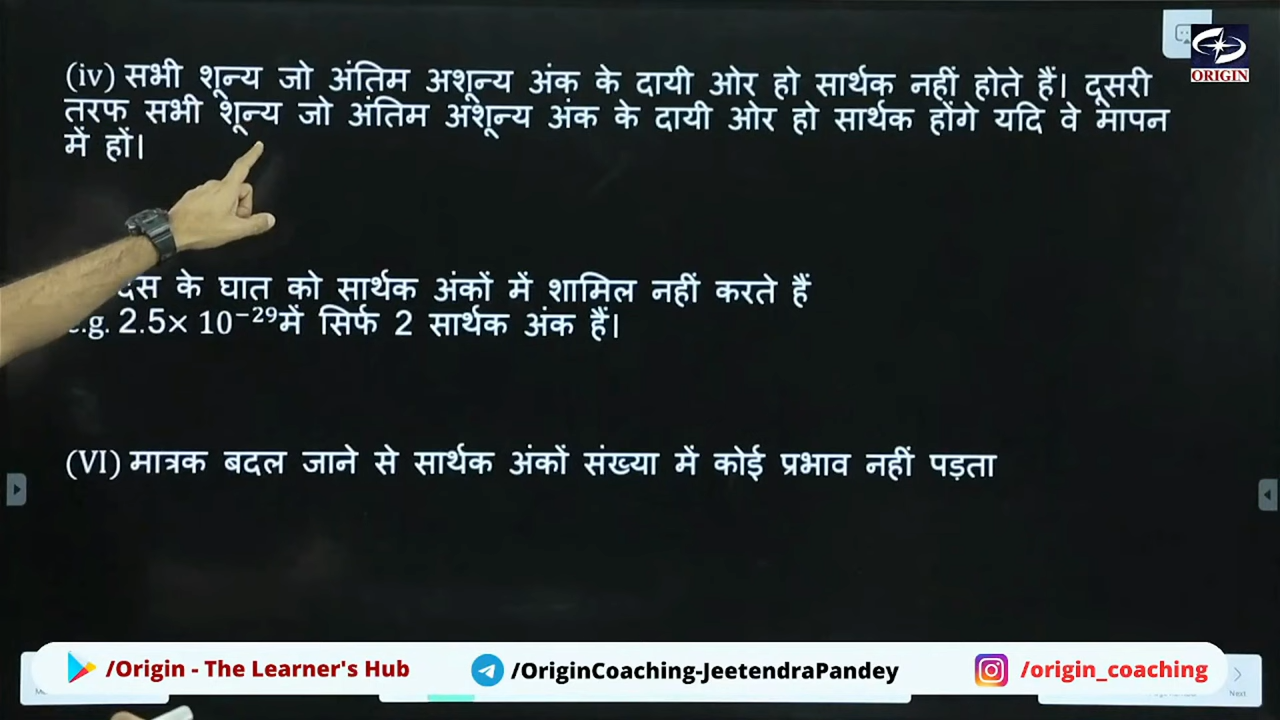 ORIGIN
(iv) सभी शून्य जो अंतिम अशून्य अंक के दायी ओर हो सार्थक नहीं होते हैं। दूसरी
तरफ सभी शून्य जो अंतिम अशून्य अंक के दायी ओर हो सार्थक होंगे यदि वे मापन
में हों।
दस के घात को सार्थक अंकों में शामिल नहीं करते हैं
e.g. 2.5× 10⁻²⁹में सिर्फ 2 सार्थक अंक हैं।
(VI) मात्रक बदल जाने से सार्थक अंकों संख्या में कोई प्रभाव नहीं पड़ता
/Origin - The Learner's Hub
/OriginCoaching-JeetendraPandey
/origin_coaching
Next